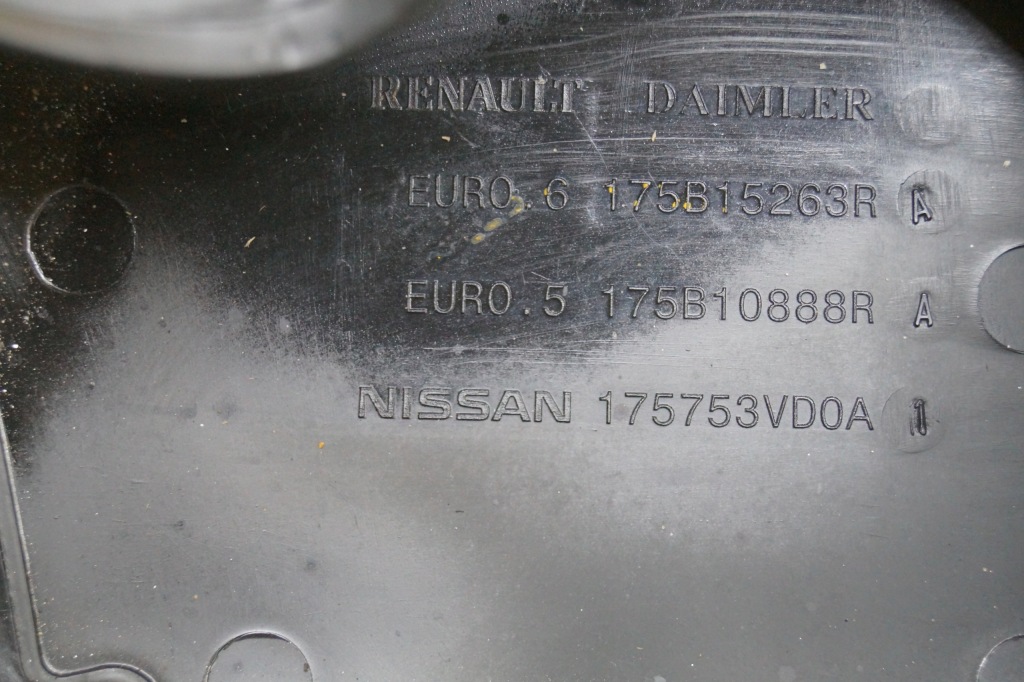 RENAULT DAIMLER
EURO.6 175B15263R A
EURO.5 175B10888R A
NISSAN 175753VD0A 1